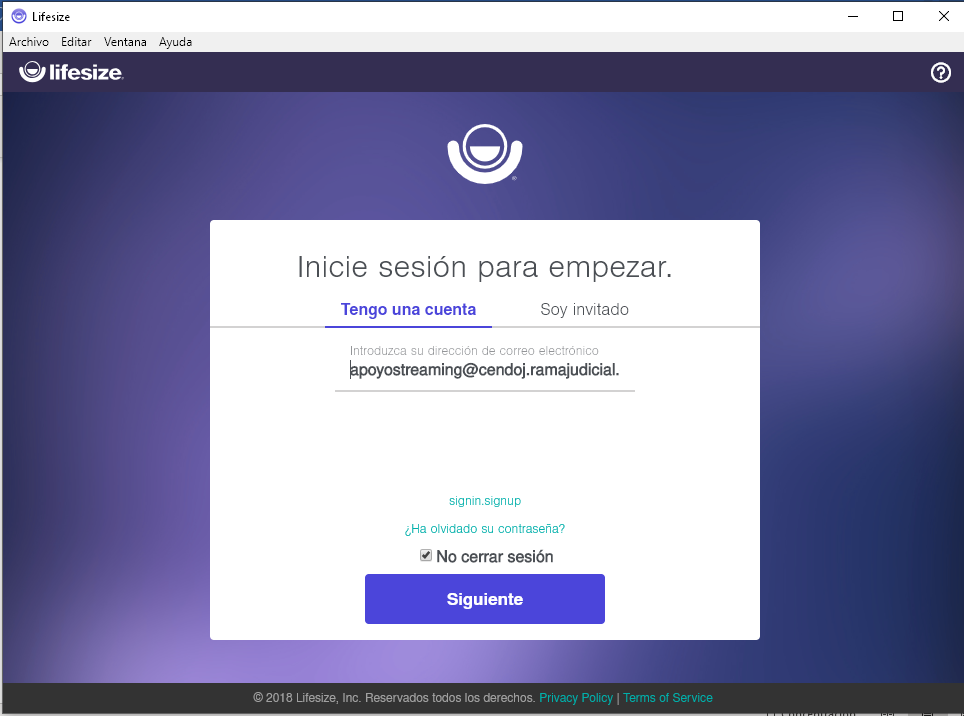 Lifesize
Archivo Editar Ventana Ayuda
lifesize
Inicie sesión para empezar.
Tengo una cuenta Soy invitado
Introduzca su dirección de correo electrónico
apoyostreaming@cendoj.ramajudicial.
signin.signup
¿Ha olvidado su contraseña?
No cerrar sesión
Siguiente
© 2018 Lifesize, Inc. Reservados todos los derechos. Privacy Policy | Terms of Service